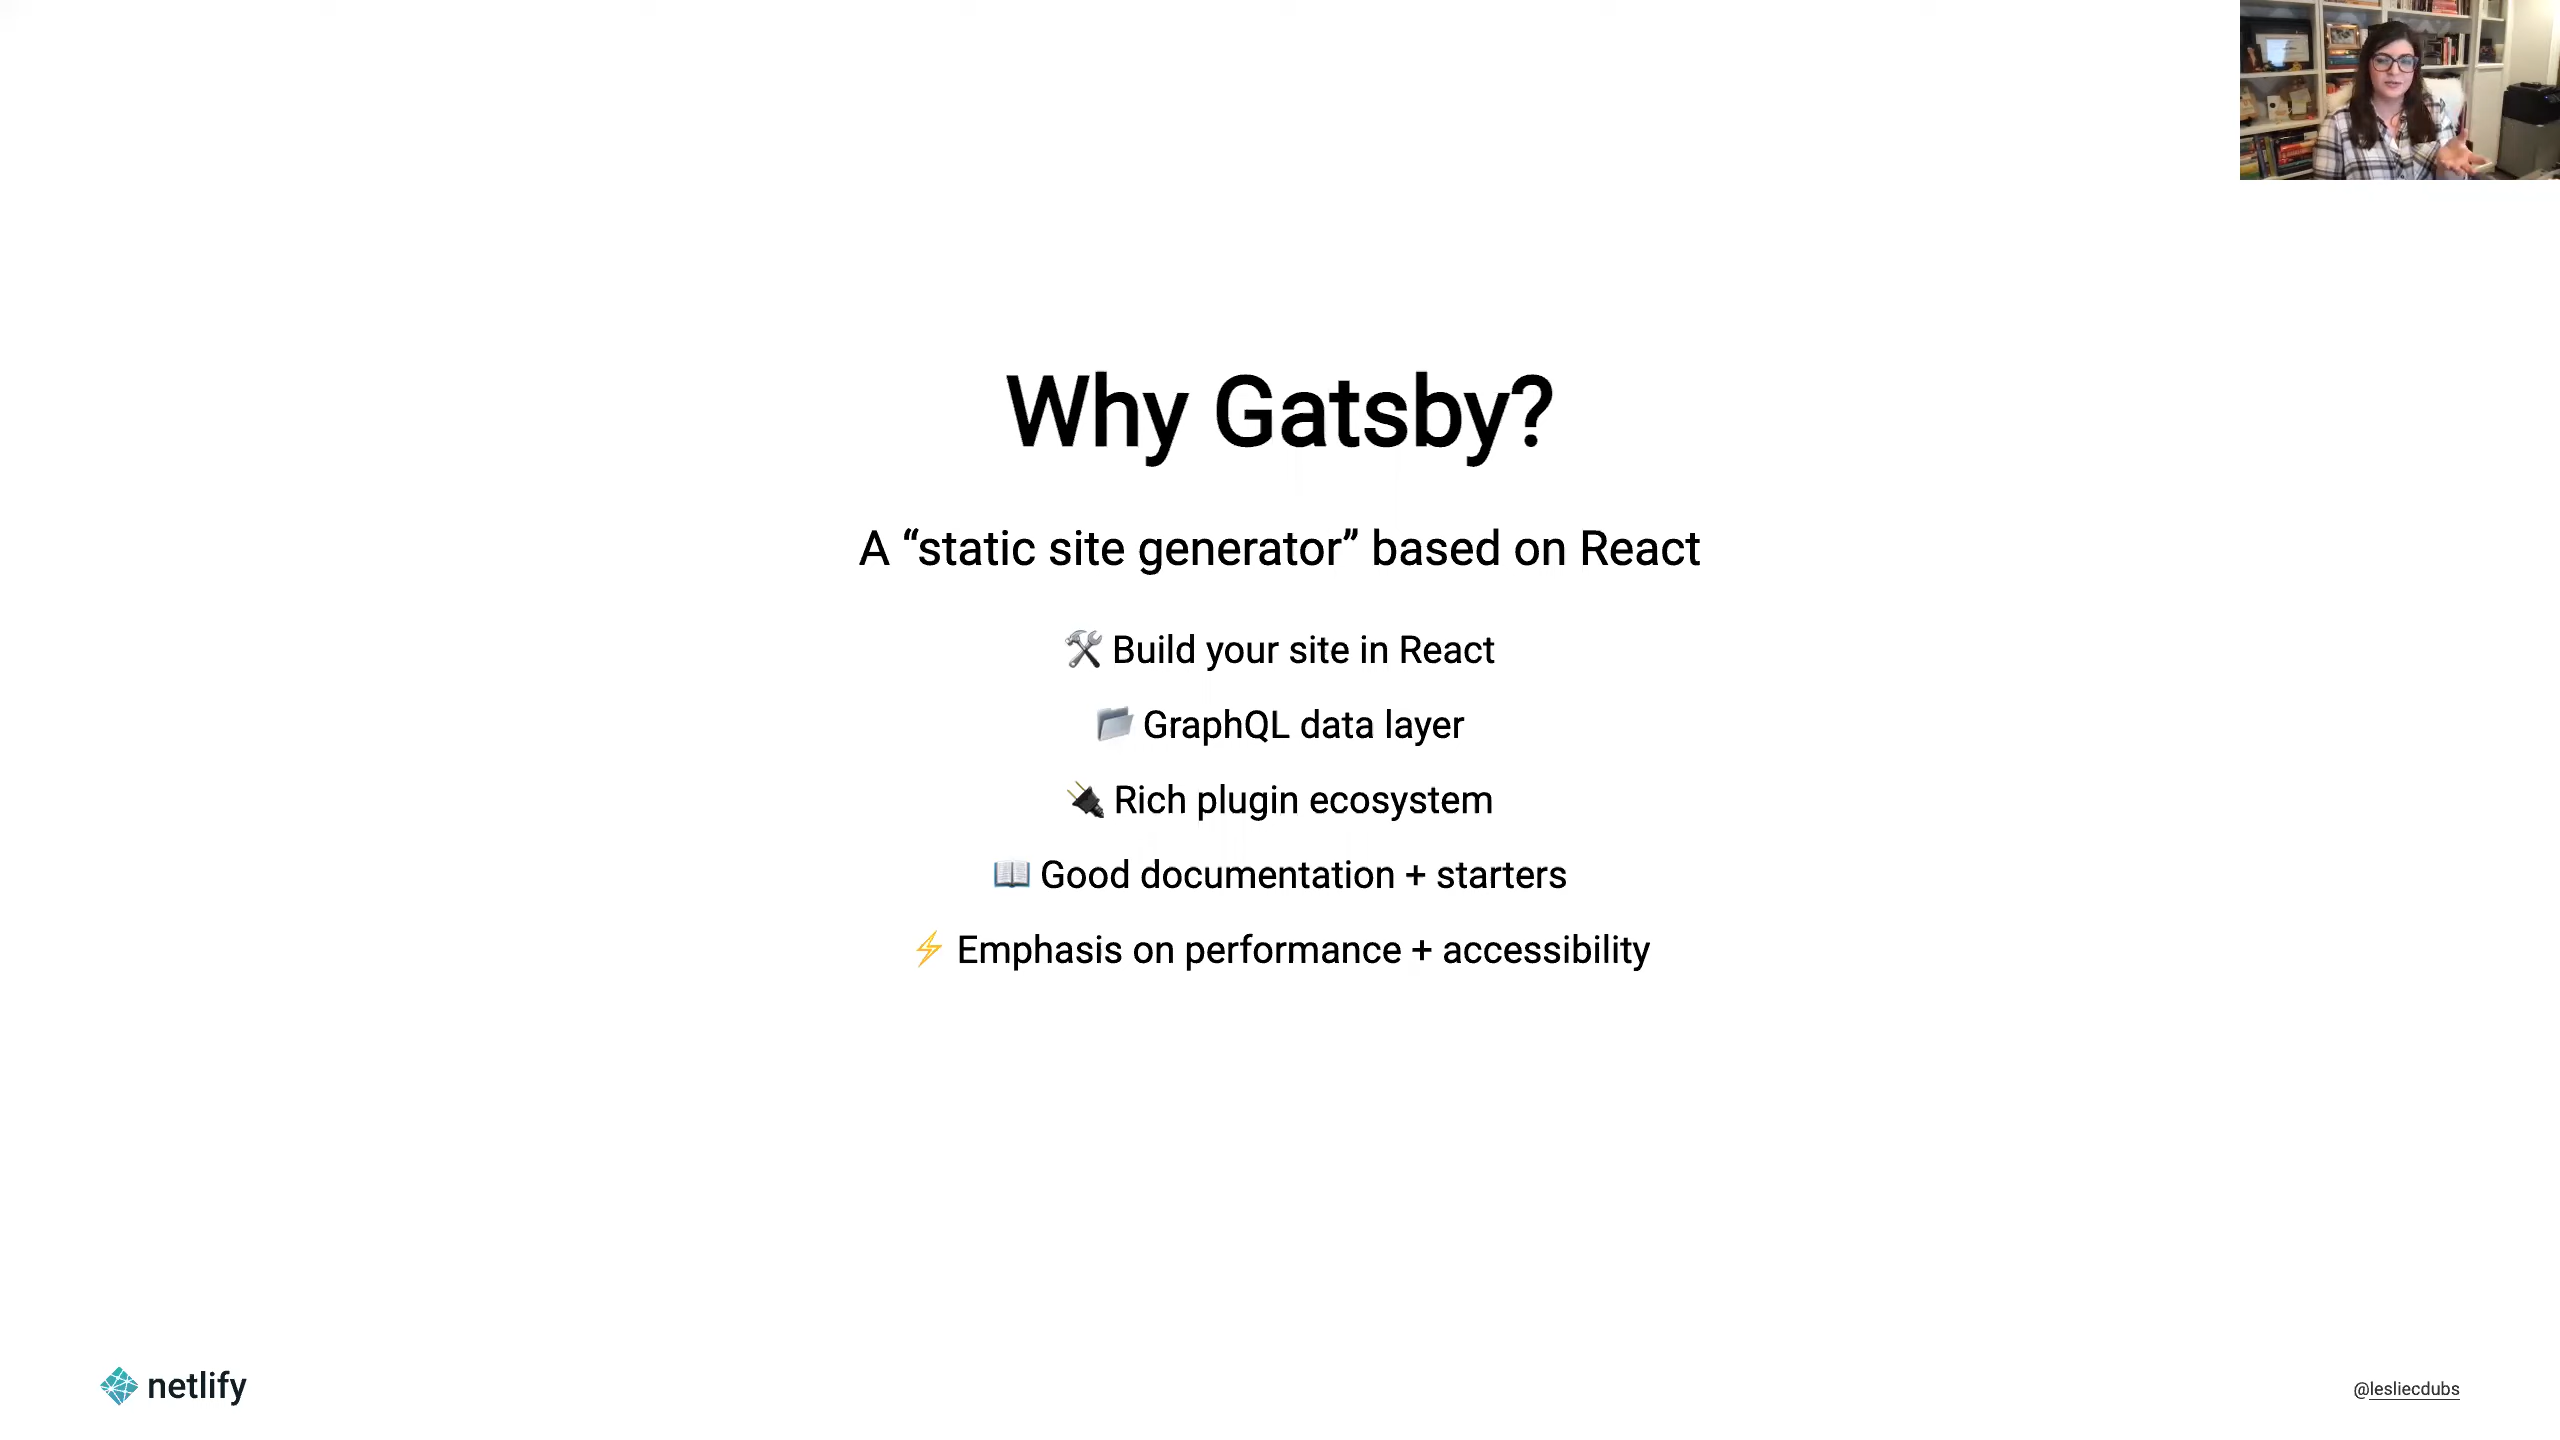 Why Gatsby?
A “static site generator” based on React
🛠 Build your site in React
📁 GraphQL data layer
🔌 Rich plugin ecosystem
📖 Good documentation + starters
⚡ Emphasis on performance + accessibility
netlify
@lesliecdubs